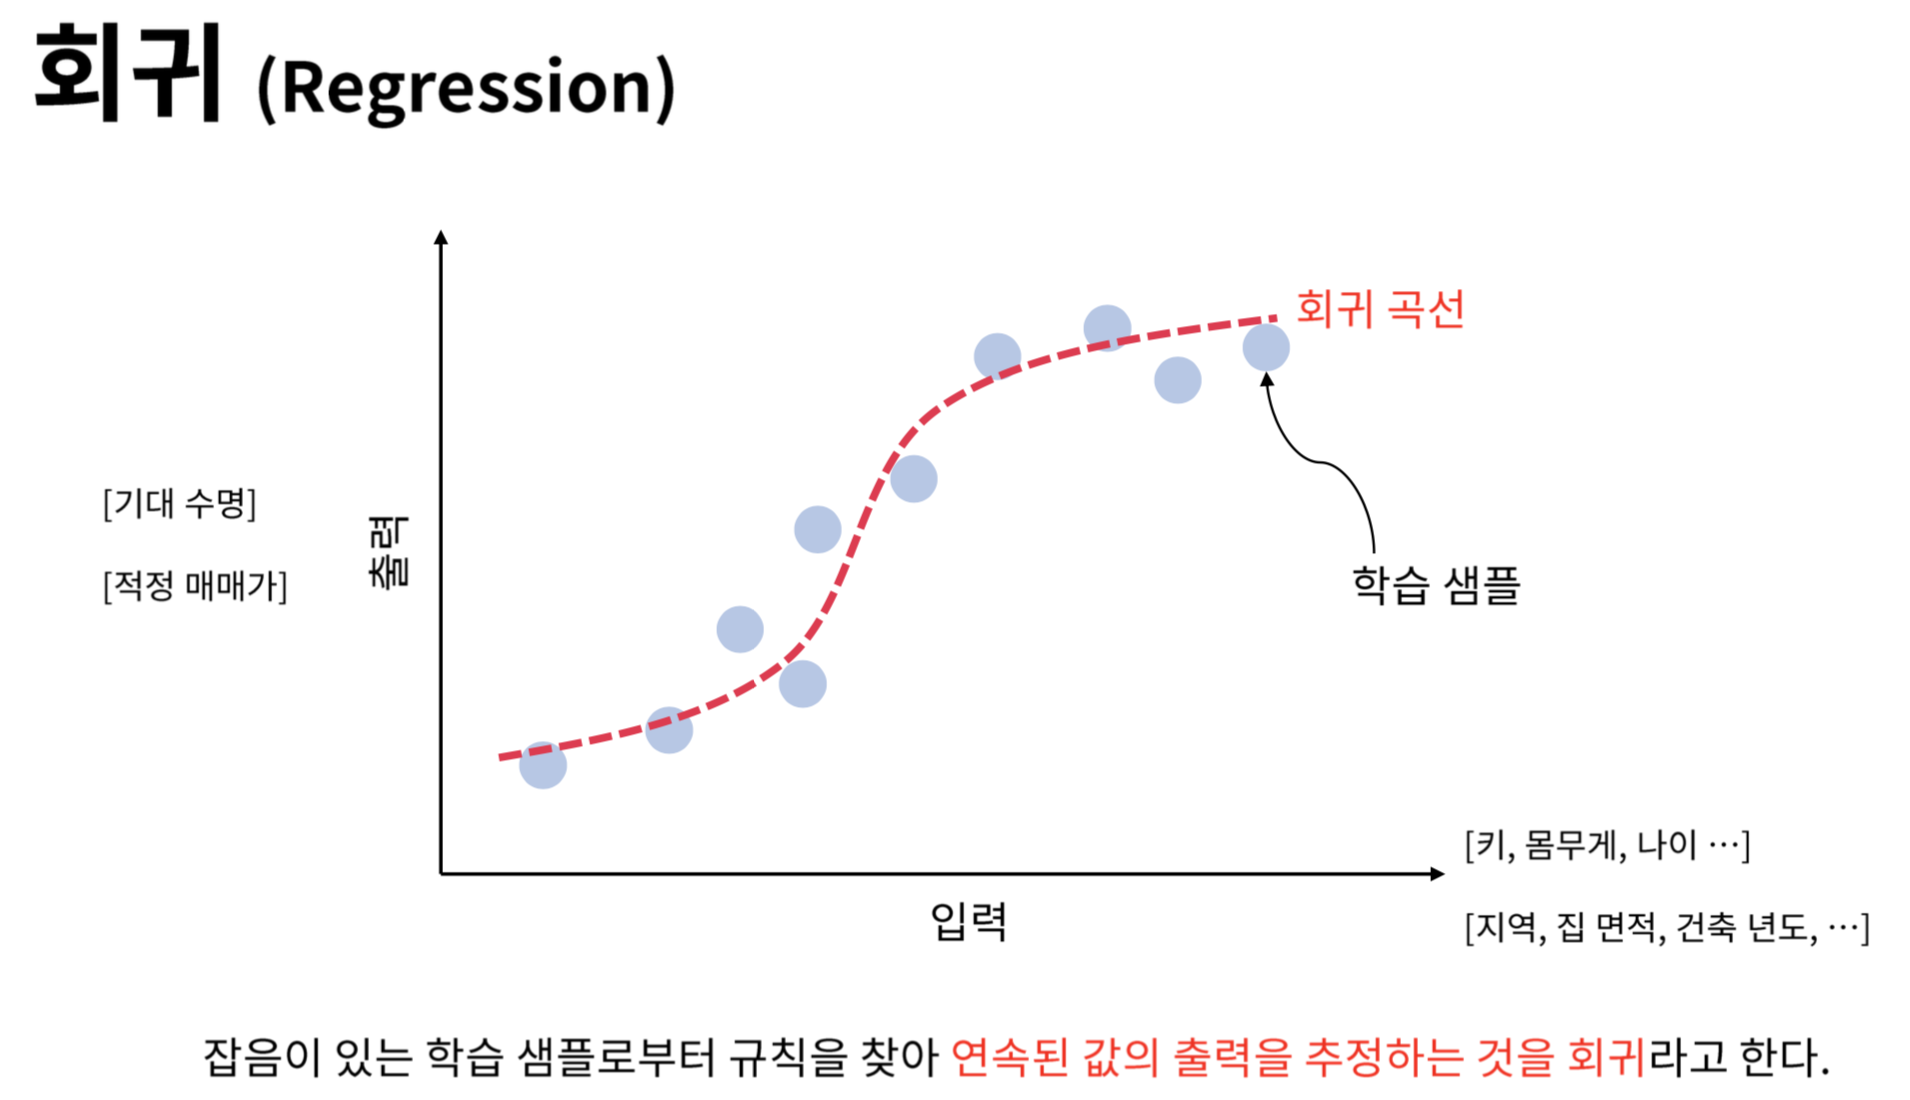 회귀 (Regression)
회귀 곡선
[기대 수명]
출력
[적정 매매가]
학습 샘플
[키, 몸무게, 나이 …]
입력
[지역, 집 면적, 건축 년도, …]
잡음이 있는 학습 샘플로부터 규칙을 찾아 연속된 값의 출력을 추정하는 것을 회귀라고 한다.